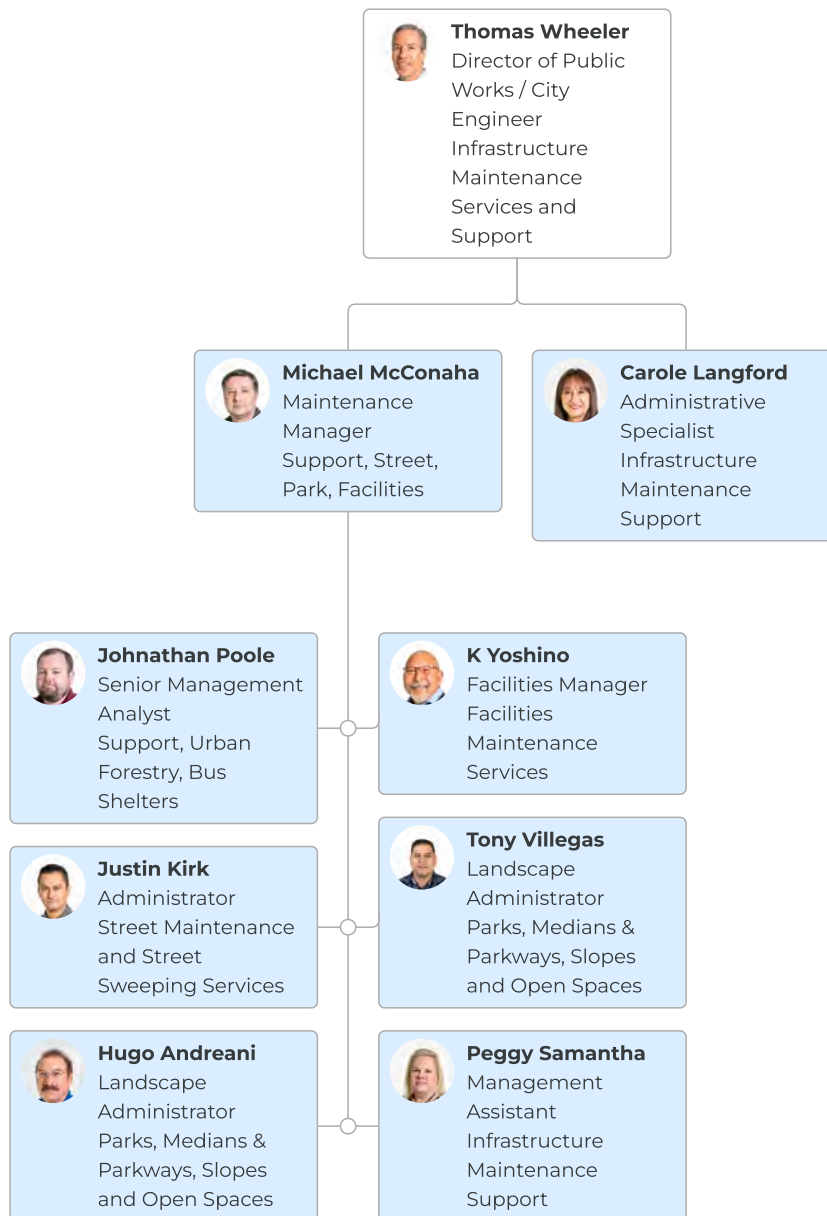 Thomas Wheeler
Director of Public
Works / City
Engineer
Infrastructure
Maintenance
Services and
Support
Michael McConaha
Maintenance
Manager
Support, Street,
Park, Facilities
Carole Langford
Administrative
Specialist
Infrastructure
Maintenance
Support
Johnathan Poole
Senior Management
Analyst
Support, Urban
Forestry, Bus
Shelters
K Yoshino
Facilities Manager
Facilities
Maintenance
Services
Justin Kirk
Administrator
Street Maintenance
and Street
Sweeping Services
Tony Villegas
Landscape
Administrator
Parks, Medians &
Parkways, Slopes
and Open Spaces
Hugo Andreani
Landscape
Administrator
Parks, Medians &
Parkways, Slopes
and Open Spaces
Peggy Samantha
Management
Assistant
Infrastructure
Maintenance
Support